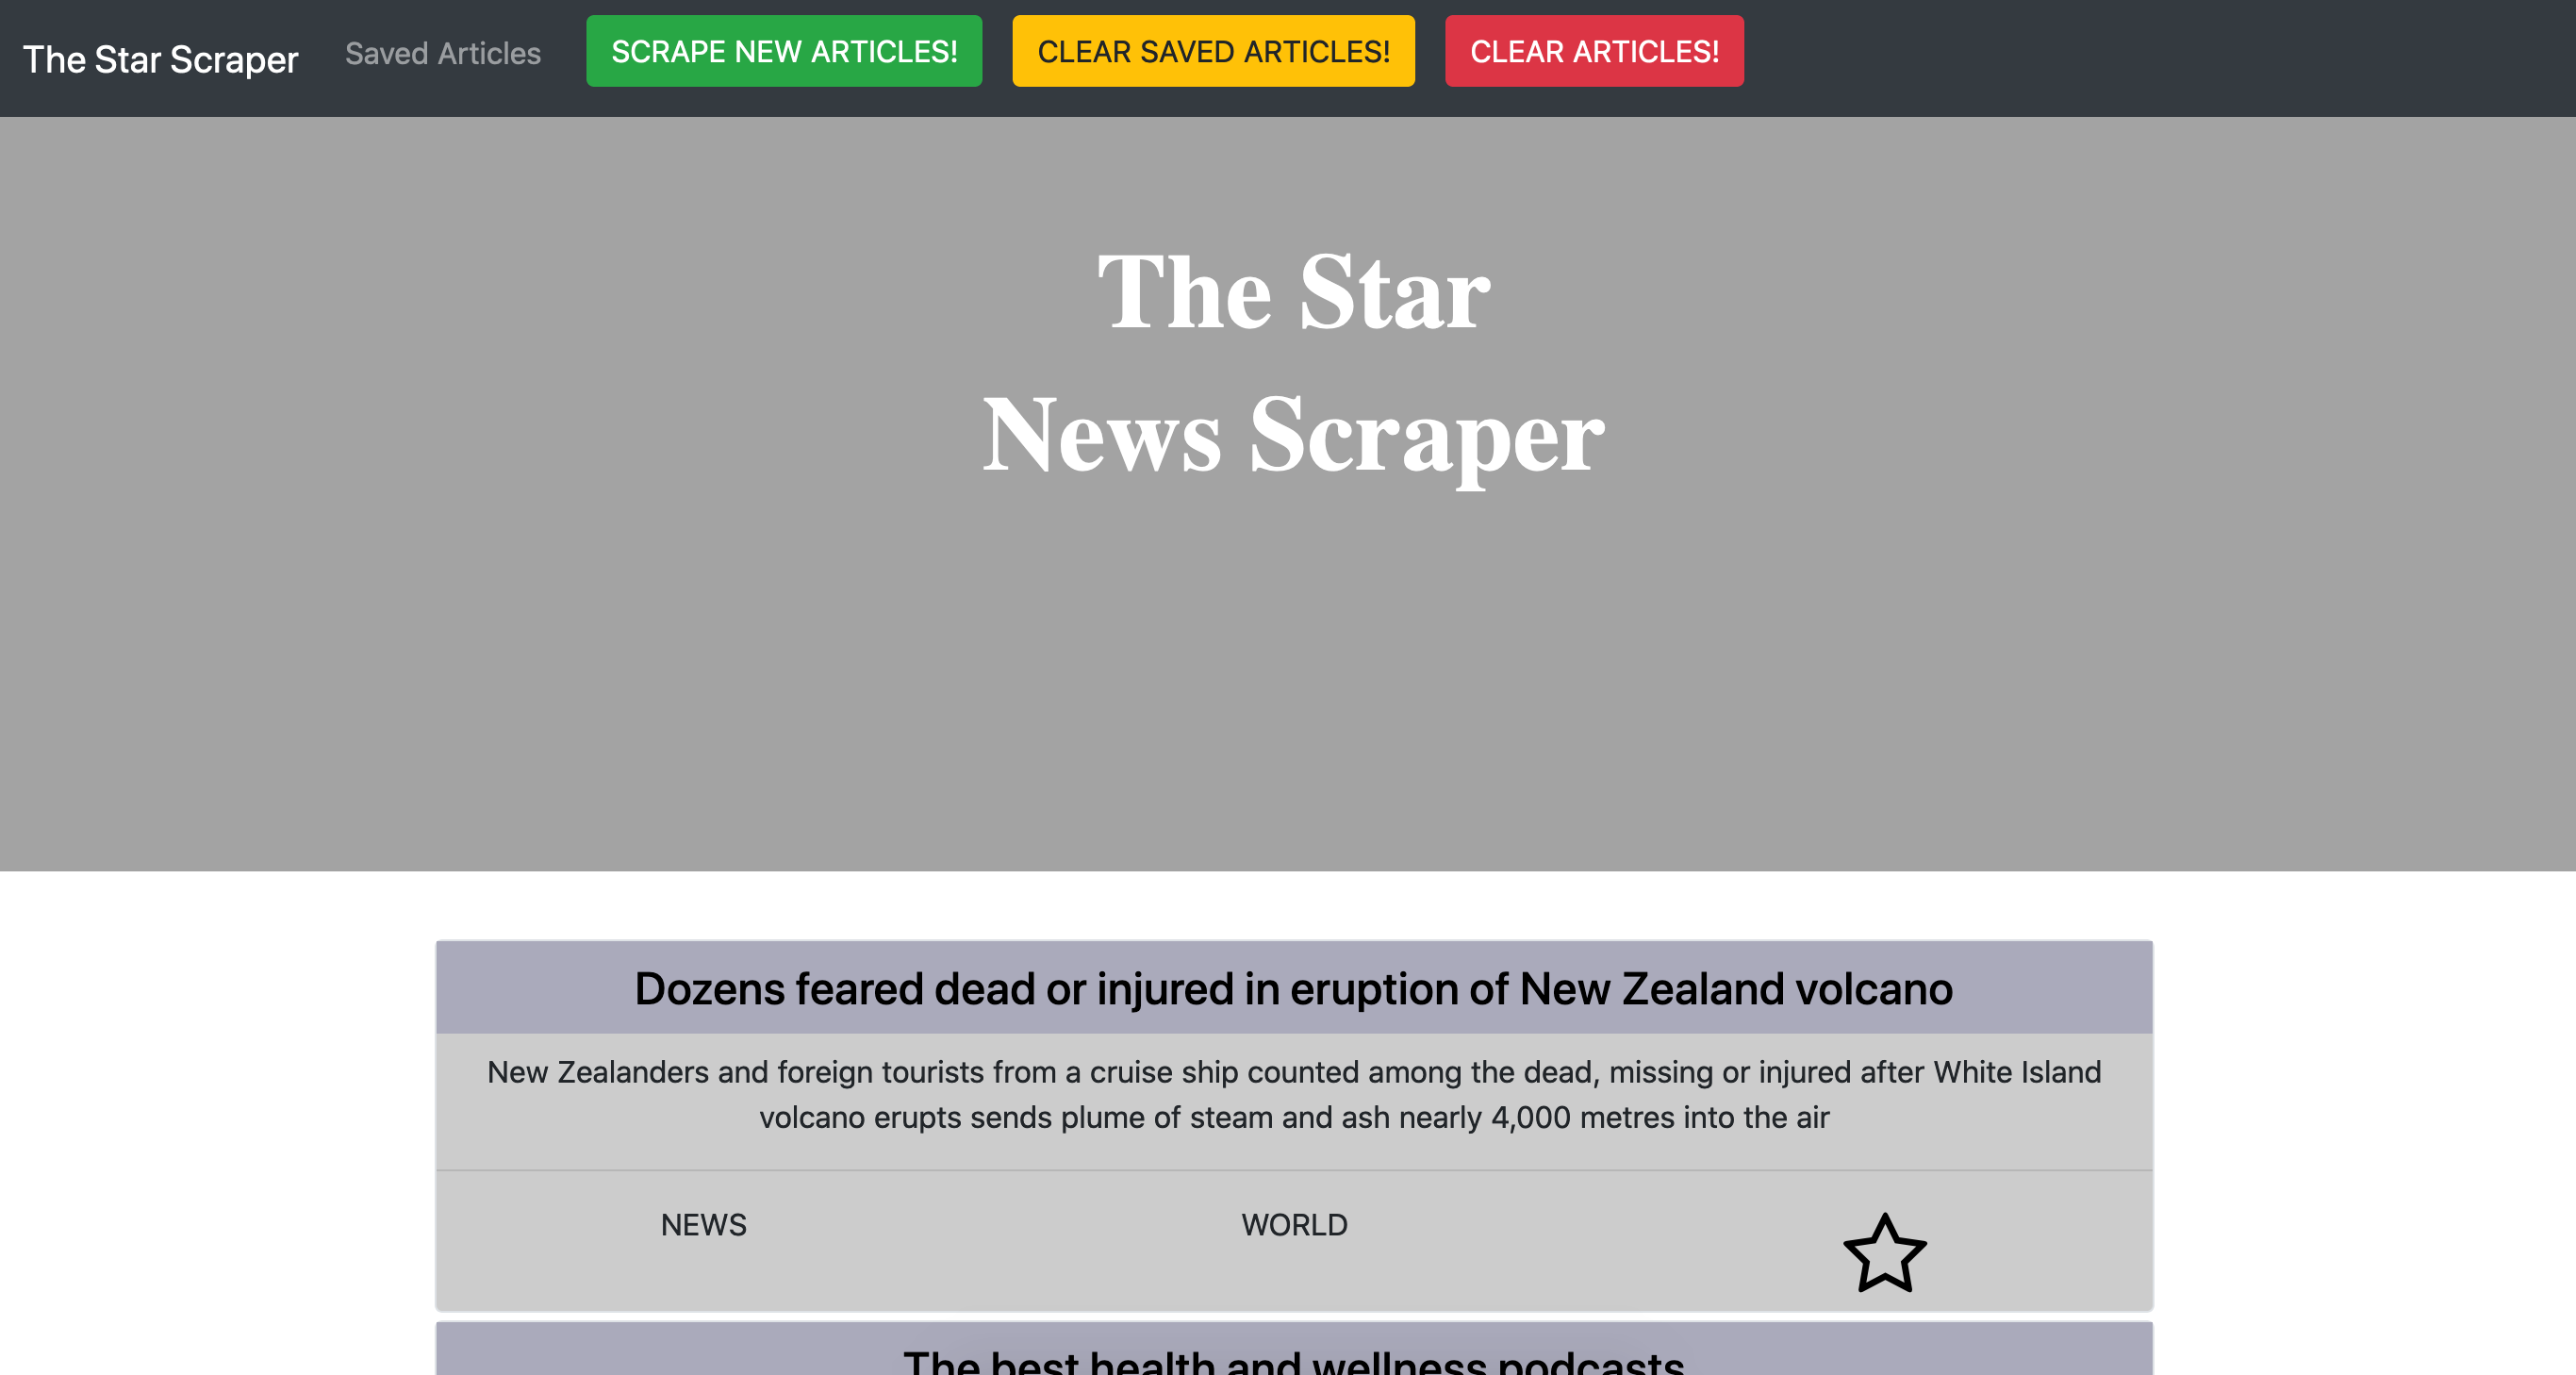 The Star Scraper Saved Articles SCRAPE NEW ARTICLES! CLEAR SAVED ARTICLES! CLEAR ARTICLES!
The Star
News Scraper
Dozens feared dead or injured in eruption of New Zealand volcano
New Zealanders and foreign tourists from a cruise ship counted among the dead, missing or injured after White Island
volcano erupts sends plume of steam and ash nearly 4,000 metres into the air
NEWS WORLD
The best health and wellness podcasts